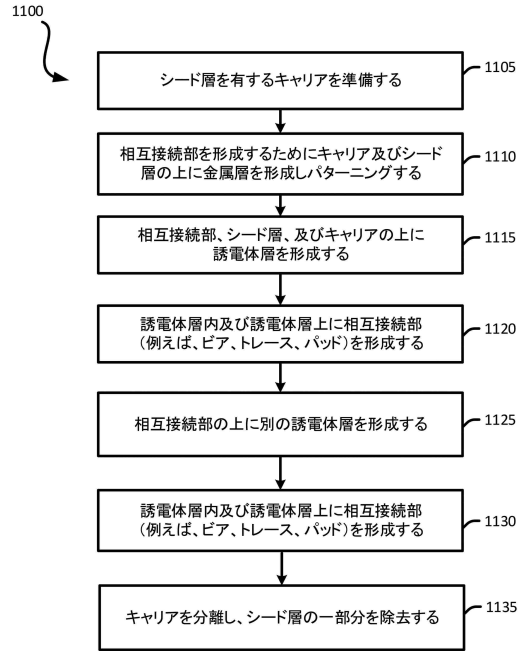 1100
シード層を有するキャリアを準備する
1105
相互接続部を形成するためにキャリア及びシード
層の上に金属層を形成しパターニングする
1110
相互接続部、シード層、及びキャリアの上に
誘電体層を形成する
1115
誘電体層内及び誘電体層上に相互接続部
(例えば、ビア、トレース、パッド)を形成する
1120
相互接続部の上に別の誘電体層を形成する
1125
誘電体層内及び誘電体層上に相互接続部
(例えば、ビア、トレース、パッド)を形成する
1130
キャリアを分離し、シード層の一部分を除去する
1135